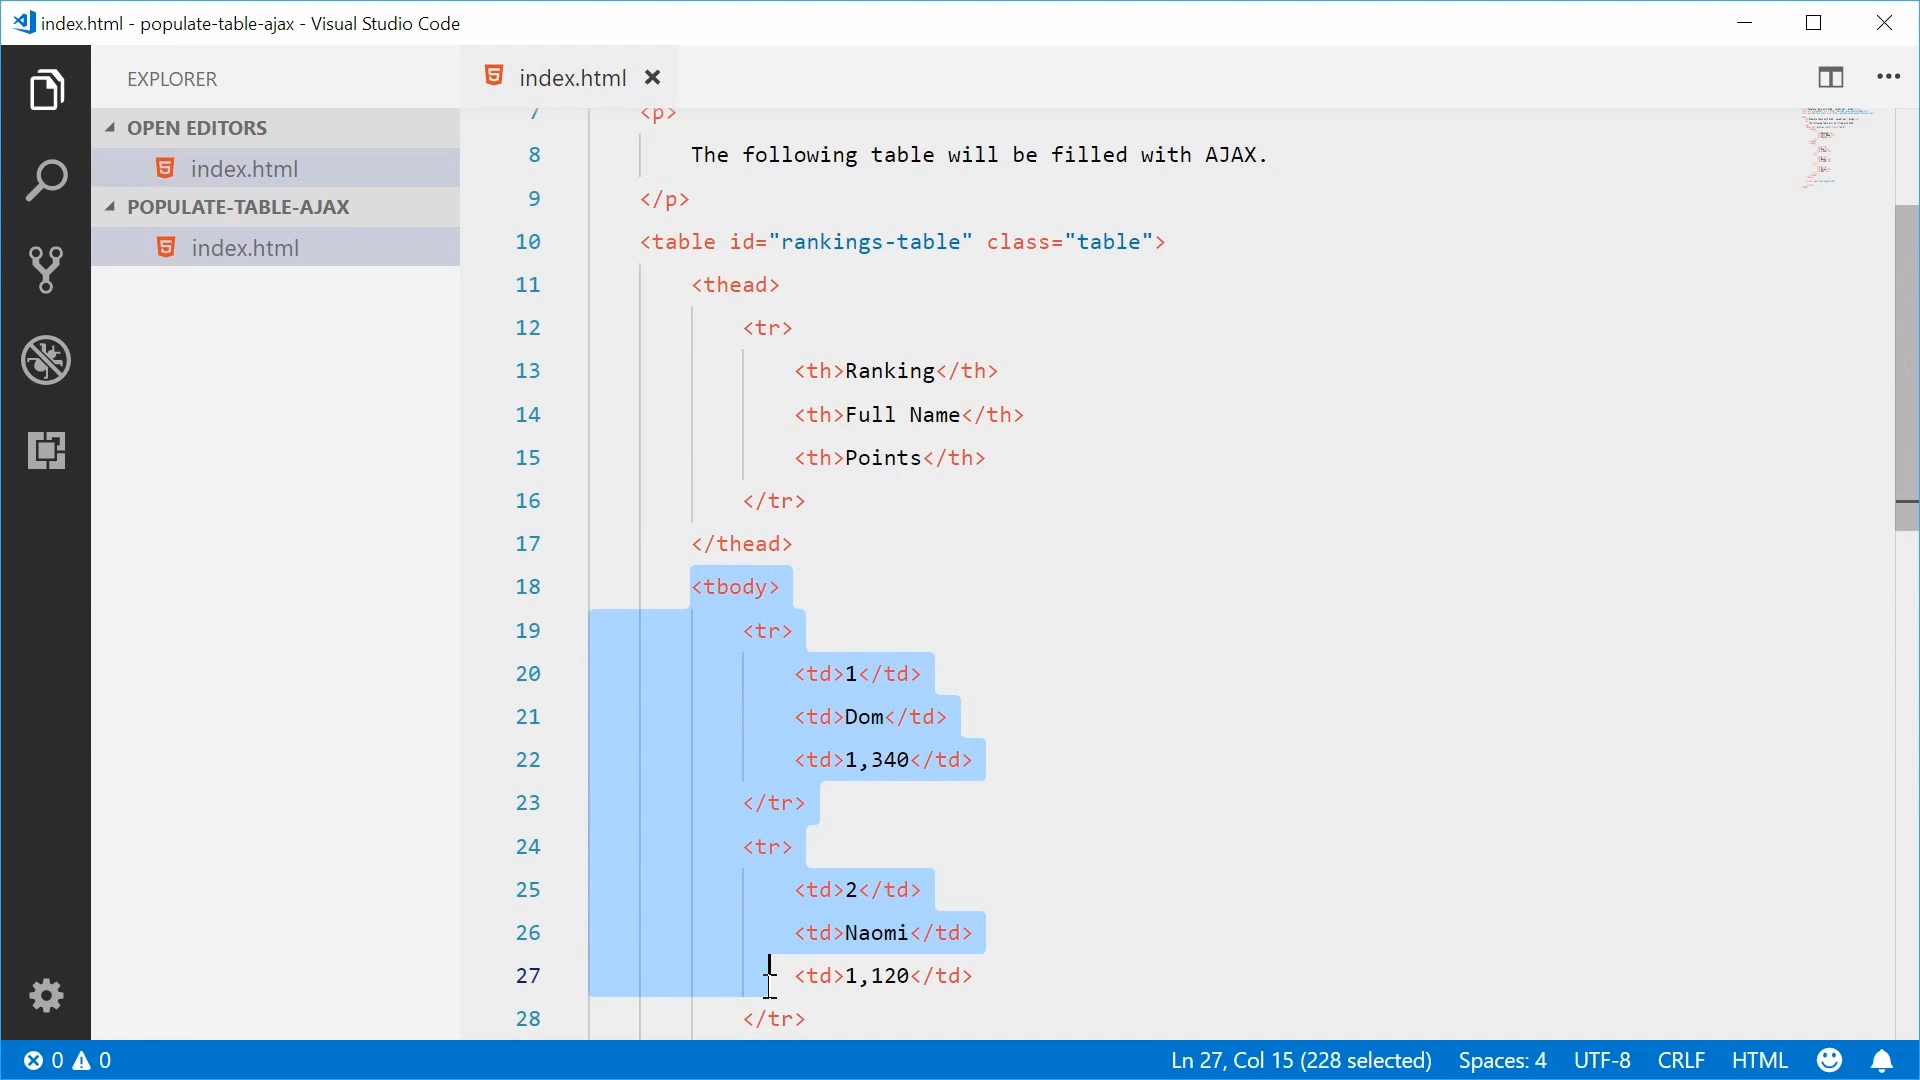 index.html - populate-table-ajax - Visual Studio Code
EXPLORER
OPEN EDITORS
index.html
POPULATE-TABLE-AJAX
index.html
index.html
7 <p>
8 The following table will be filled with AJAX.
9 </p>
10 <table id="rankings-table" class="table">
11 <thead>
12 <tr>
13 <th>Ranking</th>
14 <th>Full Name</th>
15 <th>Points</th>
16 </tr>
17 </thead>
18 <tbody>
19 <tr>
20 <td>1</td>
21 <td>Dom</td>
22 <td>1,340</td>
23 </tr>
24 <tr>
25 <td>2</td>
26 <td>Naomi</td>
27 <td>1,120</td>
28 </tr>
0 0 Ln 27, Col 15 (228 selected) Spaces: 4 UTF-8 CRLF HTML